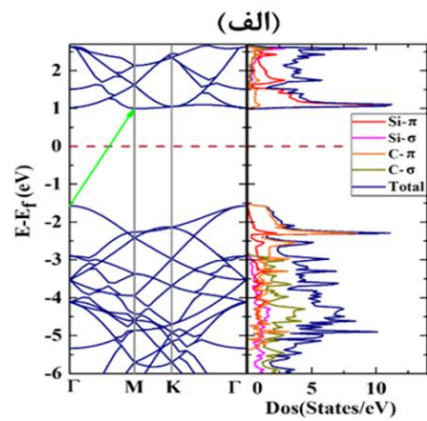 (الف)
2
1
0
-1
-2
-3
-4
-5
-6
E-E_f (eV)
Γ M K Γ
Si-π
Si-σ
C-π
C-σ
Total
0 5 10
Dos(States/eV)